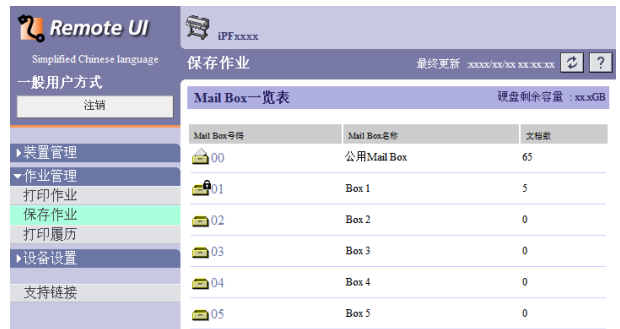 Remote UI
iPFxxxx
Simplified Chinese language
一般用户方式
注销
保存作业
最终更新 :xxxx/xx/xx xx:xx:xx
?
Mail Box一览表
硬盘剩余容量 : xx.xGB
装置管理
作业管理
打印作业
保存作业
打印履历
设备设置
支持链接
Mail Box号码 Mail Box名称 文档数
00 公用Mail Box 65
01 Box 1 5
02 Box 2 0
03 Box 3 0
04 Box 4 0
05 Box 5 0